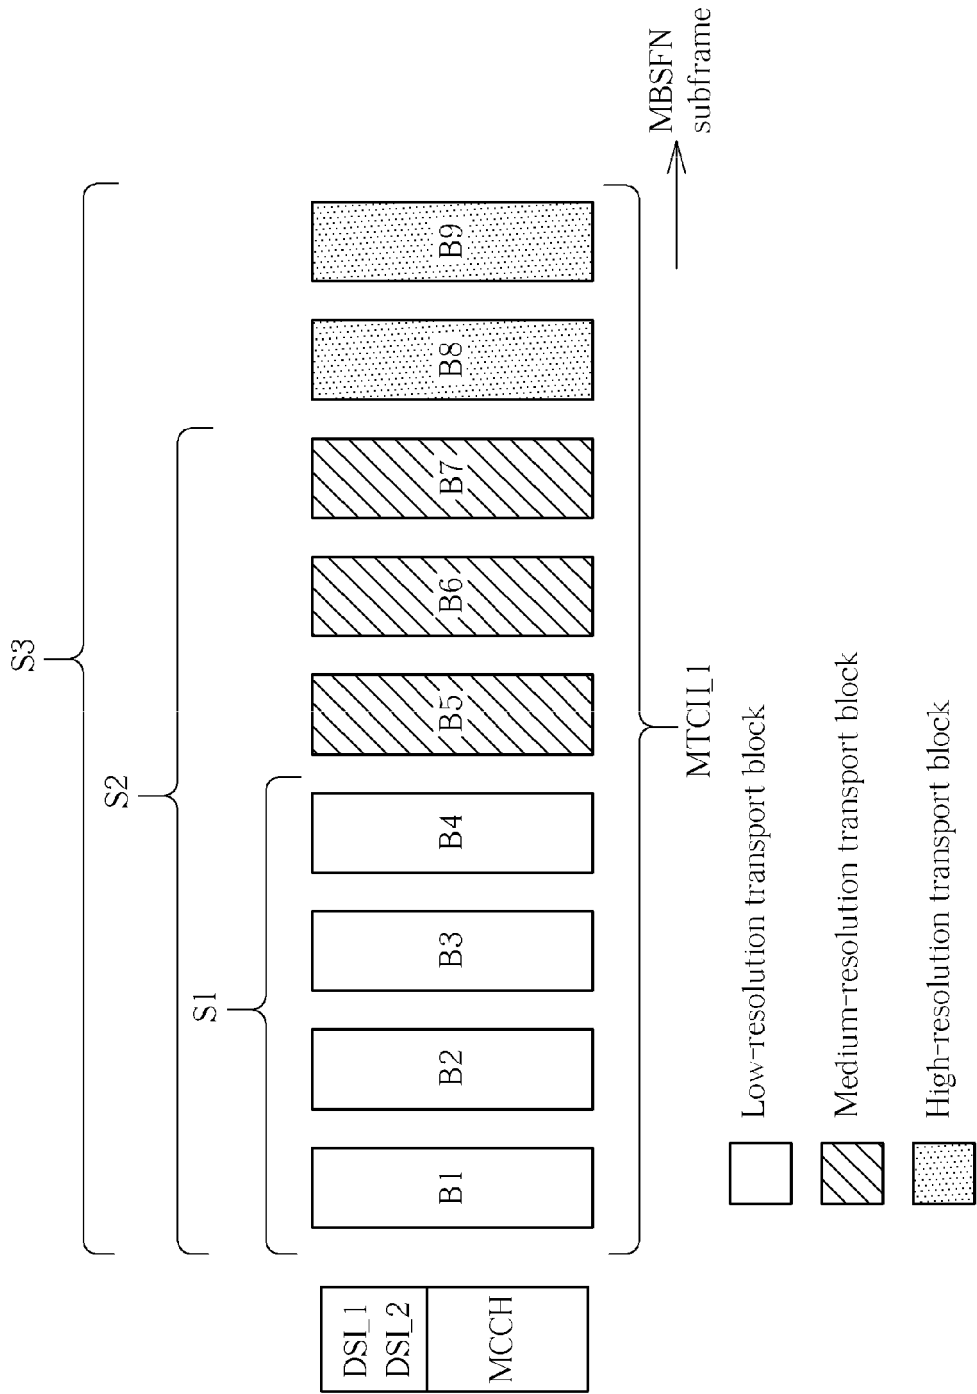 S3
S2
S1
DSI_1
DSI_2
MCCH
B1
B2
B3
B4
B5
B6
B7
B8
B9
MTCH_1
MBSFN
subframe
Low-resolution transport block
Medium-resolution transport block
High-resolution transport block